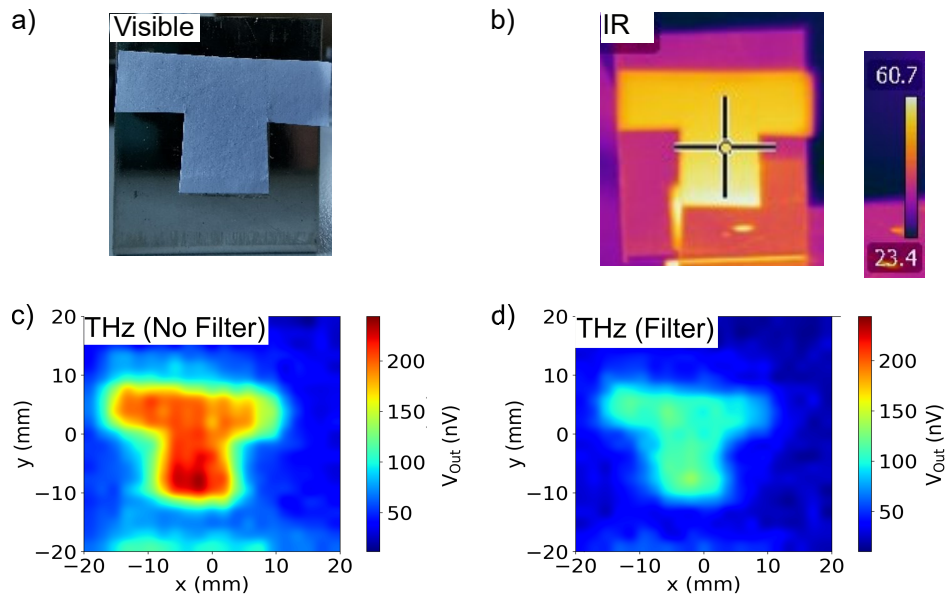 a)
Visible
b)
IR
60.7
23.4
c)
THz (No Filter)
20
10
0
−10
−20
y (mm)
−20
−10
0
10
20
x (mm)
200
150
100
50
V_Out (nV)
d)
THz (Filter)
20
10
0
−10
−20
y (mm)
−20
−10
0
10
20
x (mm)
200
150
100
50
V_Out (nV)